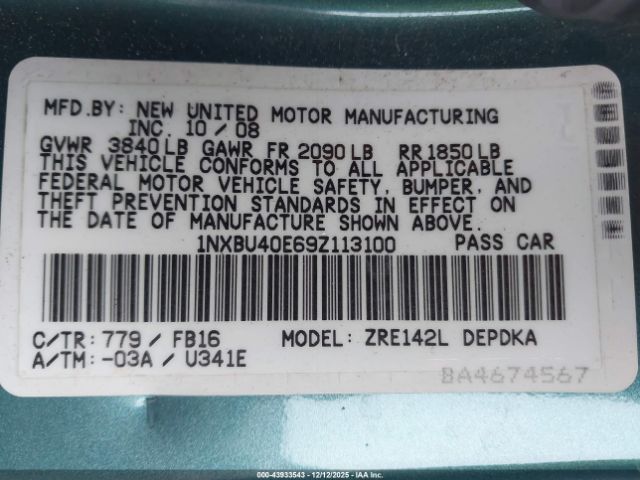 MFD.BY: NEW UNITED MOTOR MANUFACTURING
INC. 10 / 08
GVWR 3840 LB GAWR FR 2090 LB RR 1850 LB
THIS VEHICLE CONFORMS TO ALL APPLICABLE
FEDERAL MOTOR VEHICLE SAFETY, BUMPER, AND
THEFT PREVENTION STANDARDS IN EFFECT ON
THE DATE OF MANUFACTURE SHOWN ABOVE.
1NXBU40E69Z113100 PASS CAR
C/TR: 779 / FB16 MODEL: ZRE142L DEPDKA
A/TM: -03A / U341E
BA4674567
000-43933543 - 12/12/2025 - IAA Inc.